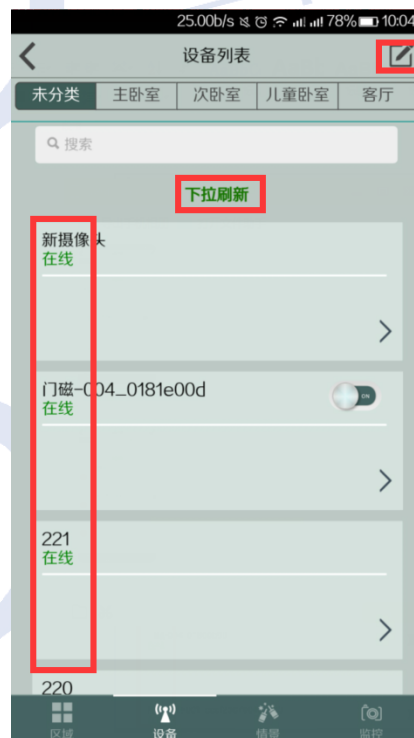 25.00b/s 78% 10:04
设备列表
未分类 主卧室 次卧室 儿童卧室 客厅
搜索
下拉刷新
新摄像头
在线
门磁-004_0181e00d
ON
在线
221
在线
220
区域 设备 情景 监控